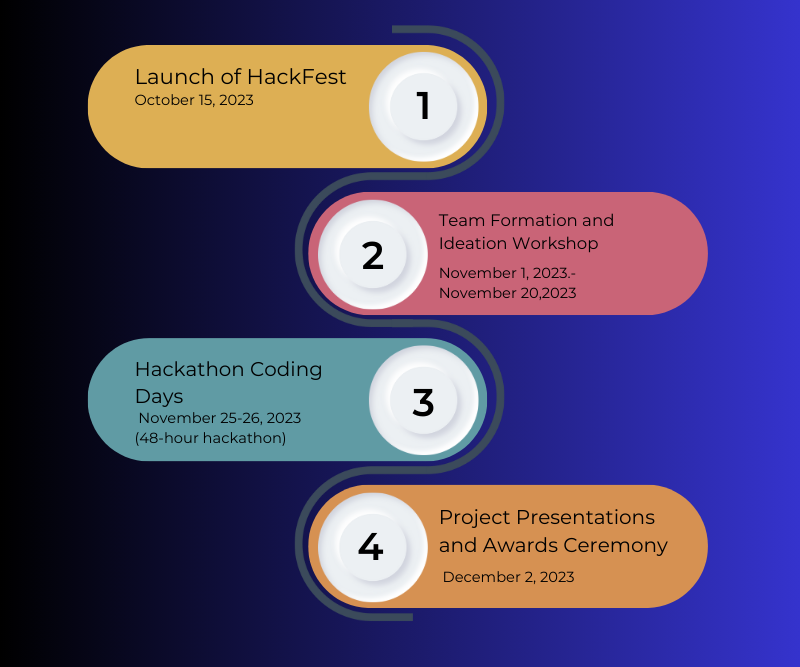 Launch of HackFest
October 15, 2023
1
2
Team Formation and
Ideation Workshop
November 1, 2023.-
November 20,2023
Hackathon Coding
Days
November 25-26, 2023
(48-hour hackathon)
3
4
Project Presentations
and Awards Ceremony
December 2, 2023